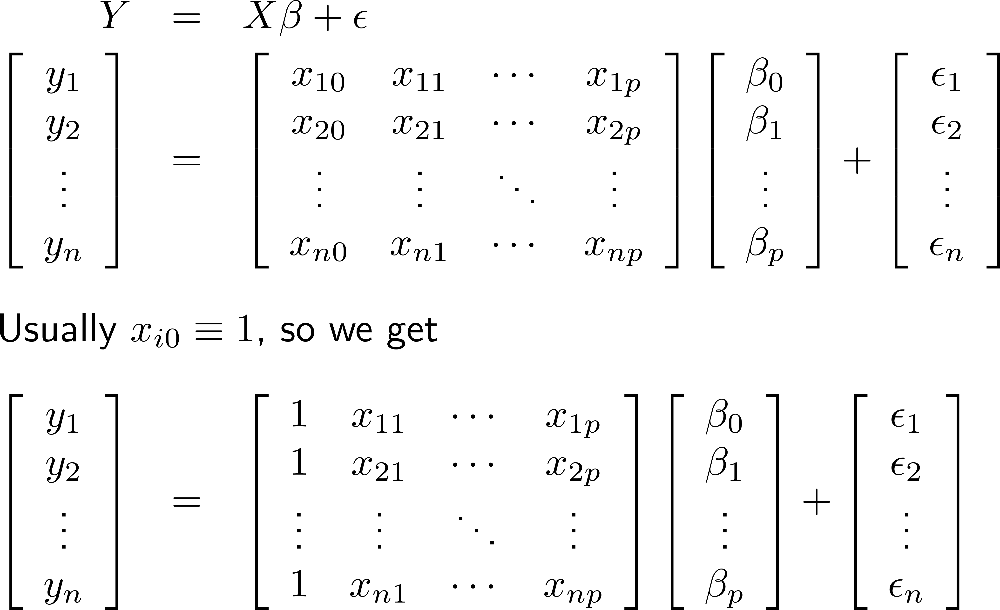 Y = Xβ + ϵ
[ y₁ ] [ x₁₀ x₁₁ ⋯ x₁ₚ ] [ β₀ ] [ ϵ₁ ]
[ y₂ ] [ x₂₀ x₂₁ ⋯ x₂ₚ ] [ β₁ ] [ ϵ₂ ]
[ ⋮ ] = [ ⋮ ⋮ ⋱ ⋮ ] [ ⋮ ] + [ ⋮ ]
[ yₙ ] [ xₙ₀ xₙ₁ ⋯ xₙₚ ] [ βₚ ] [ ϵₙ ]
Usually xᵢ₀ ≡ 1, so we get
[ y₁ ] [ 1 x₁₁ ⋯ x₁ₚ ] [ β₀ ] [ ϵ₁ ]
[ y₂ ] [ 1 x₂₁ ⋯ x₂ₚ ] [ β₁ ] [ ϵ₂ ]
[ ⋮ ] = [ ⋮ ⋮ ⋱ ⋮ ] [ ⋮ ] + [ ⋮ ]
[ yₙ ] [ 1 xₙ₁ ⋯ xₙₚ ] [ βₚ ] [ ϵₙ ]